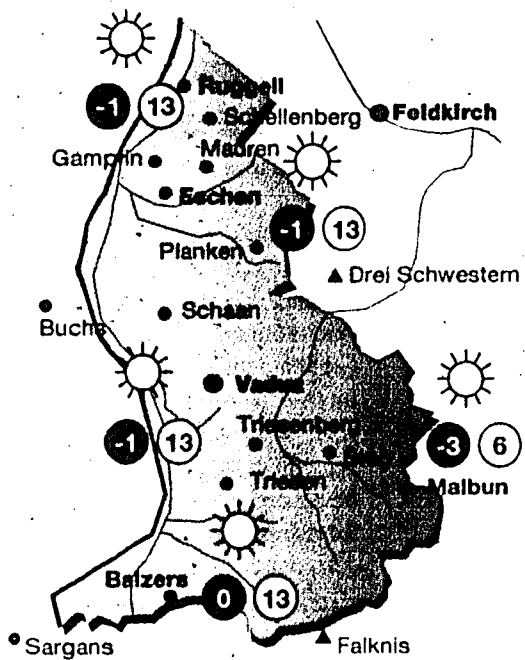 Ruggell
-1 13
Schellenberg
Feldkirch
Gamprin
Mauren
Eschen
-1 13
Planken
Drei Schwestern
Buchs
Schaan
Vaduz
Triesenberg
-1 13
-3 6
Triesen
Malbun
Balzers
0 13
Sargans
Falknis